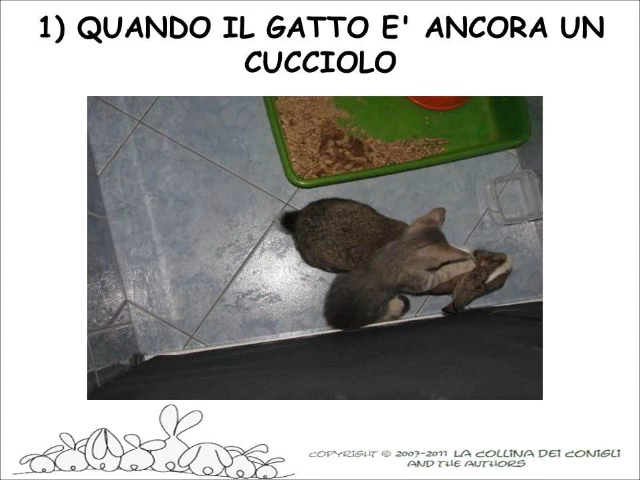 1) QUANDO IL GATTO E' ANCORA UN
CUCCIOLO
COPYRIGHT © 2007-2011 LA COLLINA DEI CONIGLI
AND THE AUTHORS